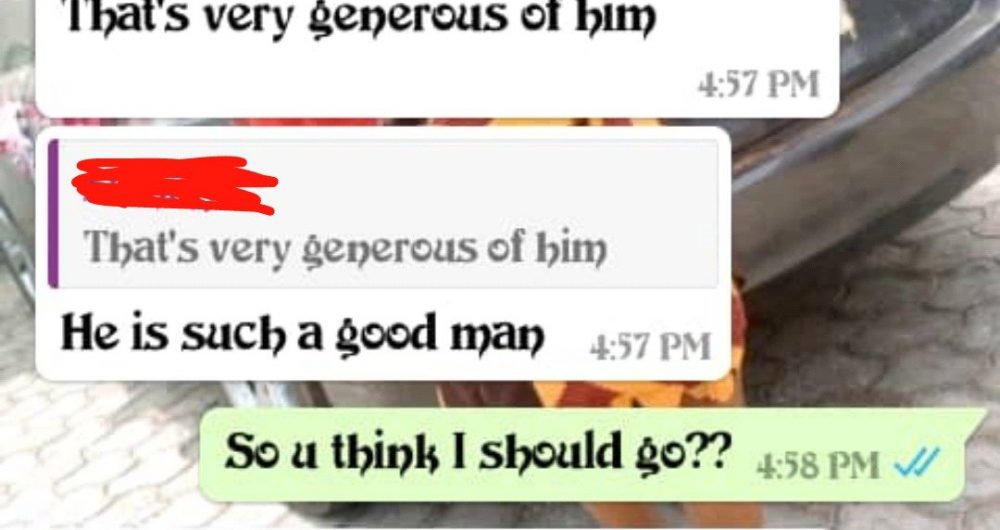 That's very generous of him
4:57 PM
That's very generous of him
He is such a good man 4:57 PM
So u think I should go?? 4:58 PM